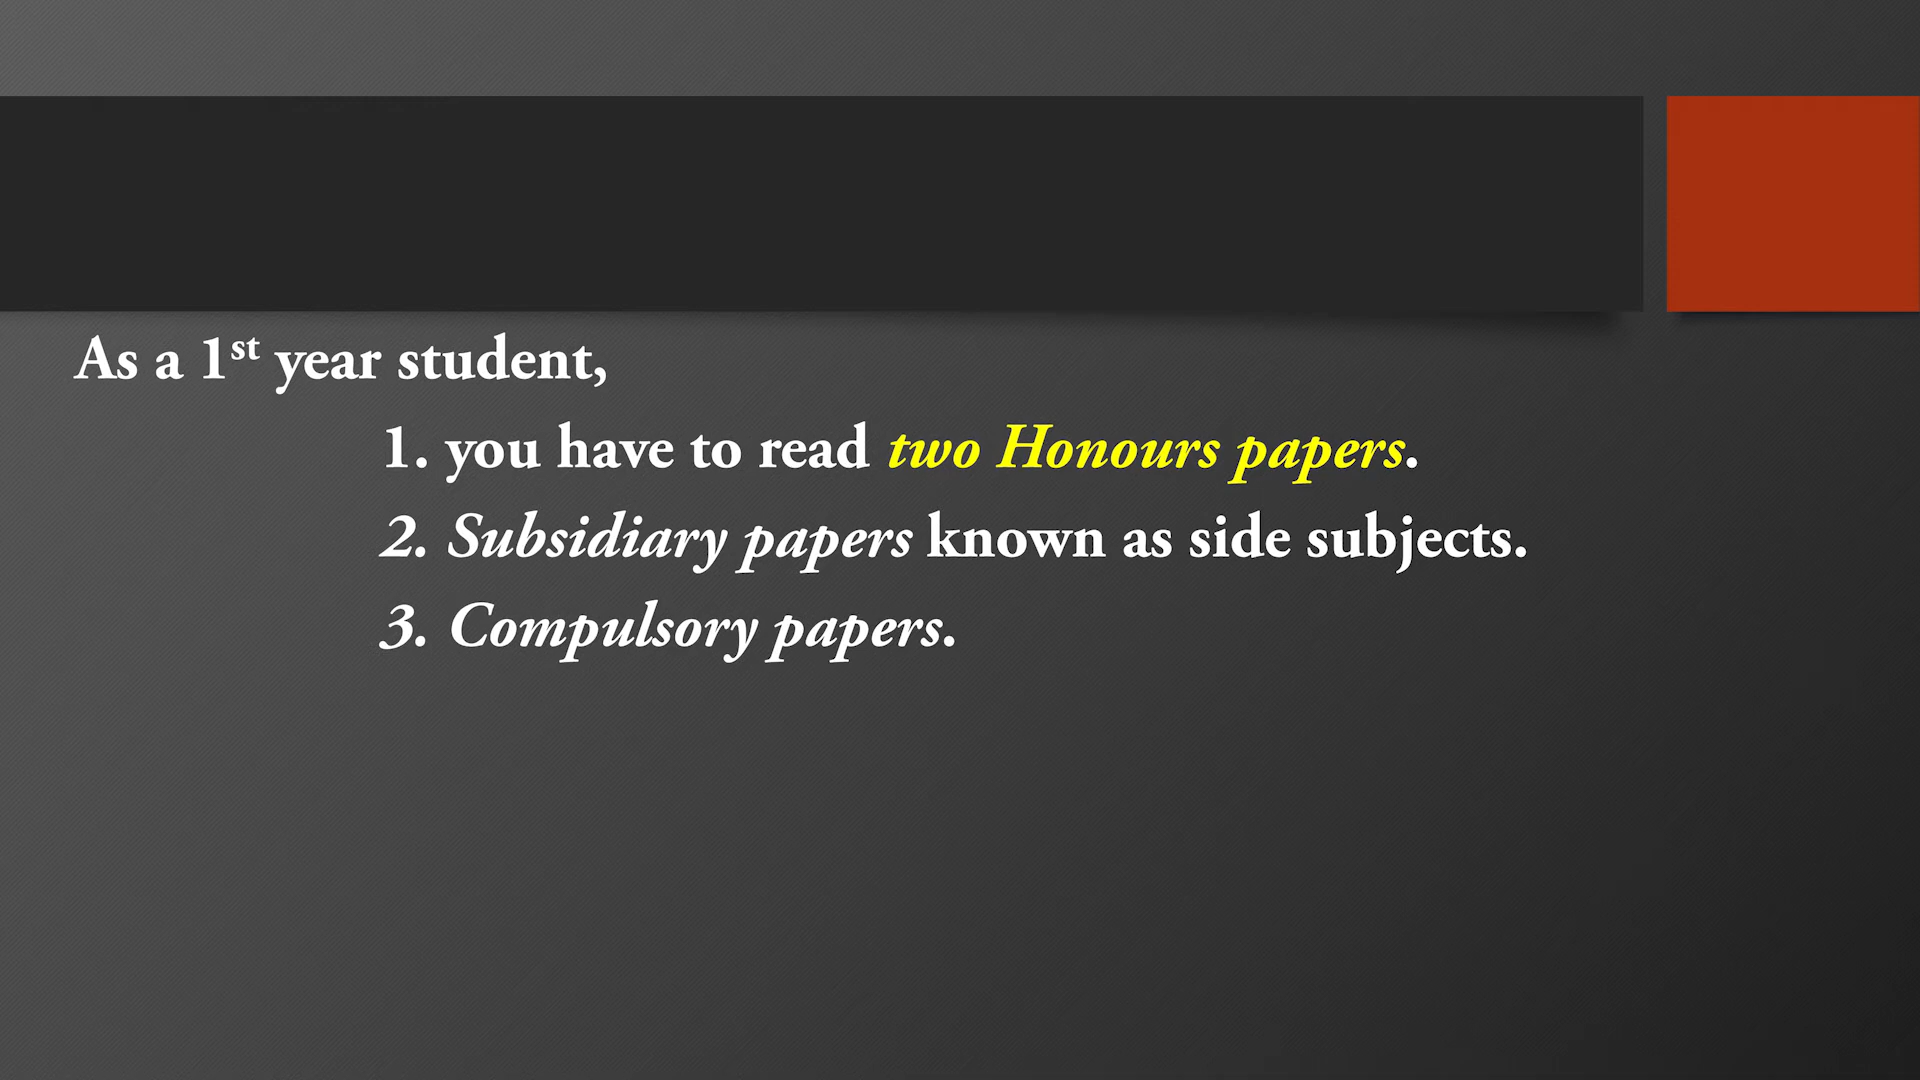 As a 1st year student,
1. you have to read two Honours papers.
2. Subsidiary papers known as side subjects.
3. Compulsory papers.